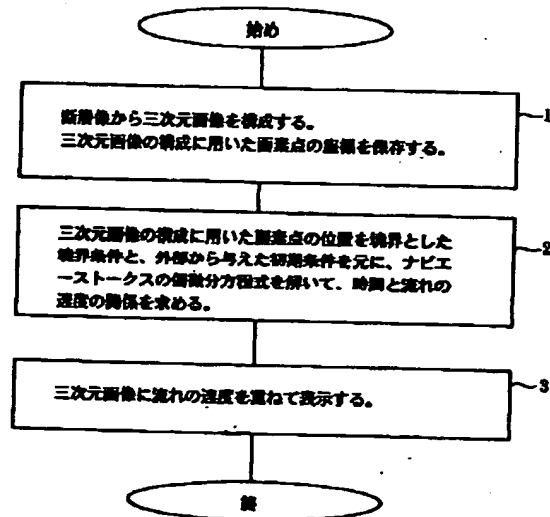 始め
断層像から三次元画像を構成する。
三次元画像の構成に用いた画素点の座標を保存する。
1
三次元画像の構成に用いた画素点の位置を境界とした
境界条件と、外部から与えた初期条件を元に、ナビエ
ーストークスの偏微分方程式を解いて、時間と流れの
速度の関係を求める。
2
三次元画像に流れの速度を重ねて表示する。
3
終